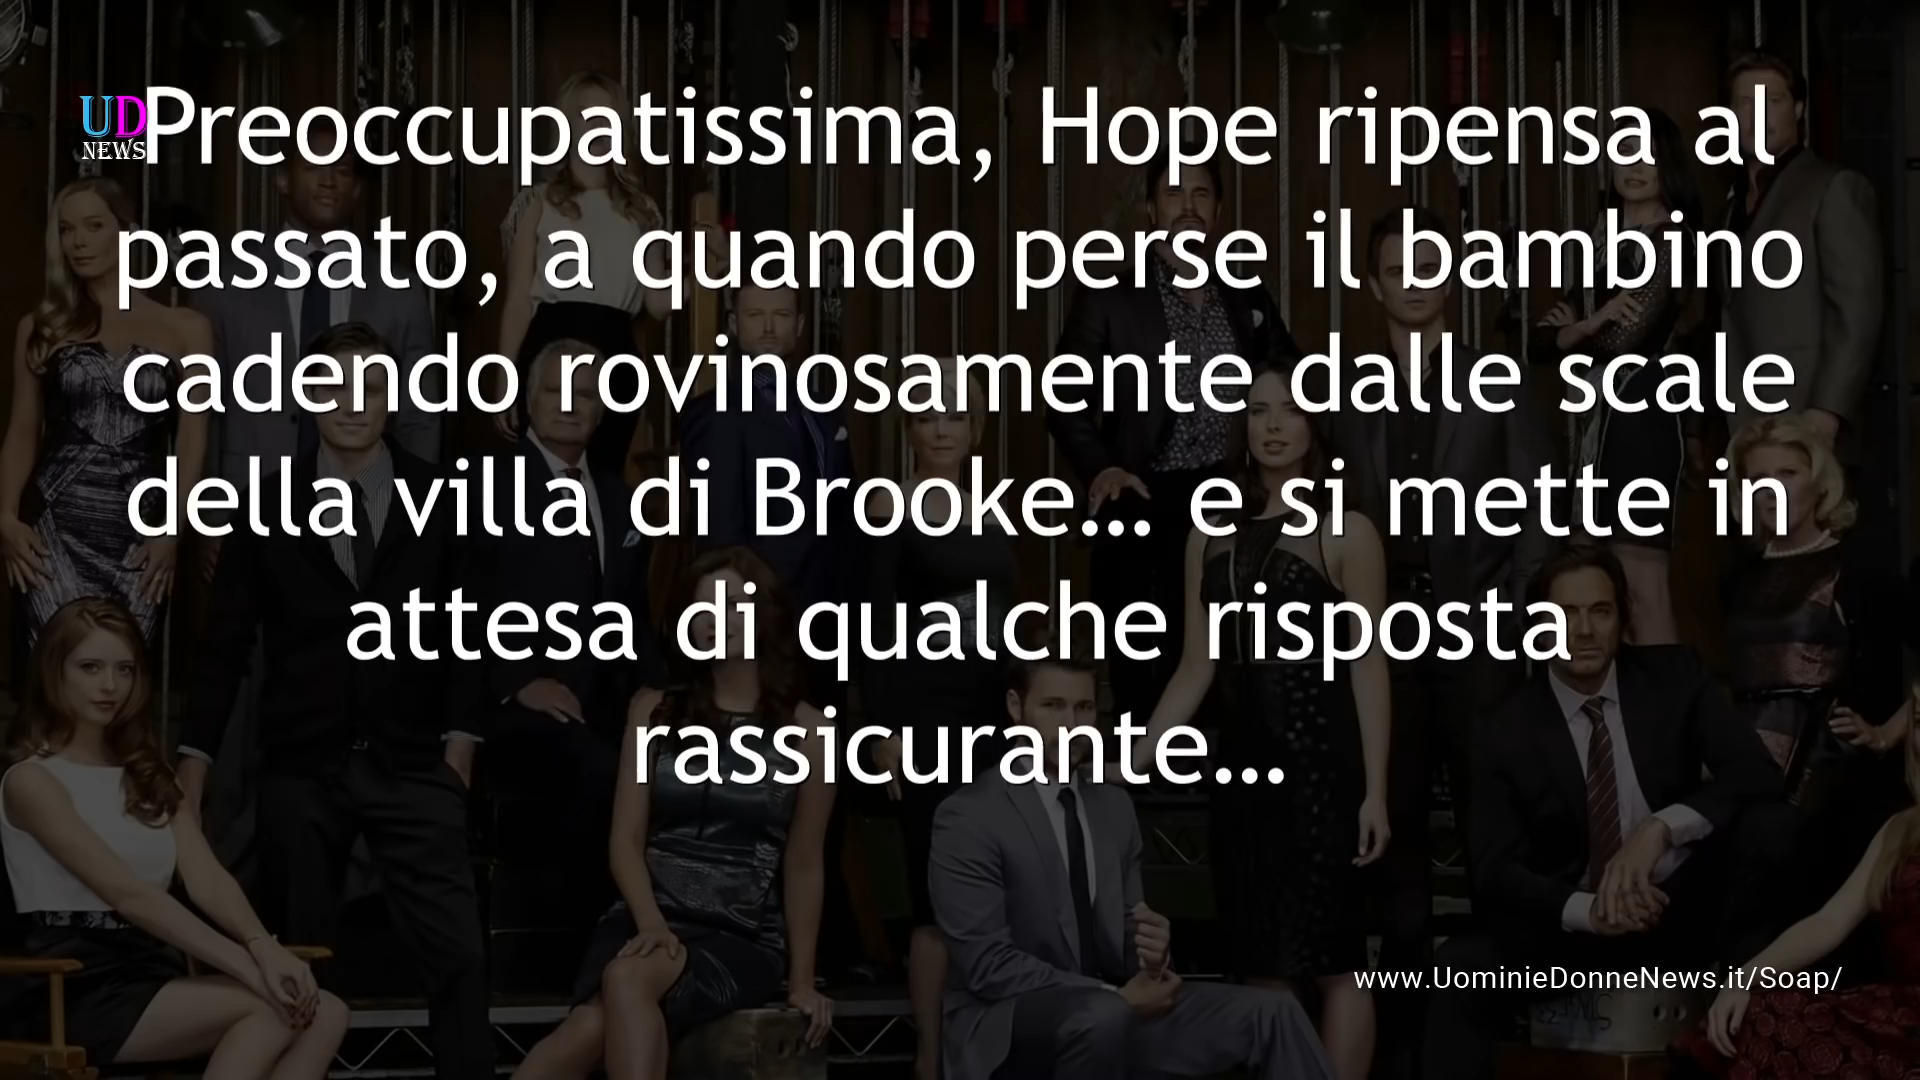 UD
NEWS
Preoccupatissima, Hope ripensa al
passato, a quando perse il bambino
cadendo rovinosamente dalle scale
della villa di Brooke... e si mette in
attesa di qualche risposta
rassicurante...
www.UominieDonneNews.it/Soap/